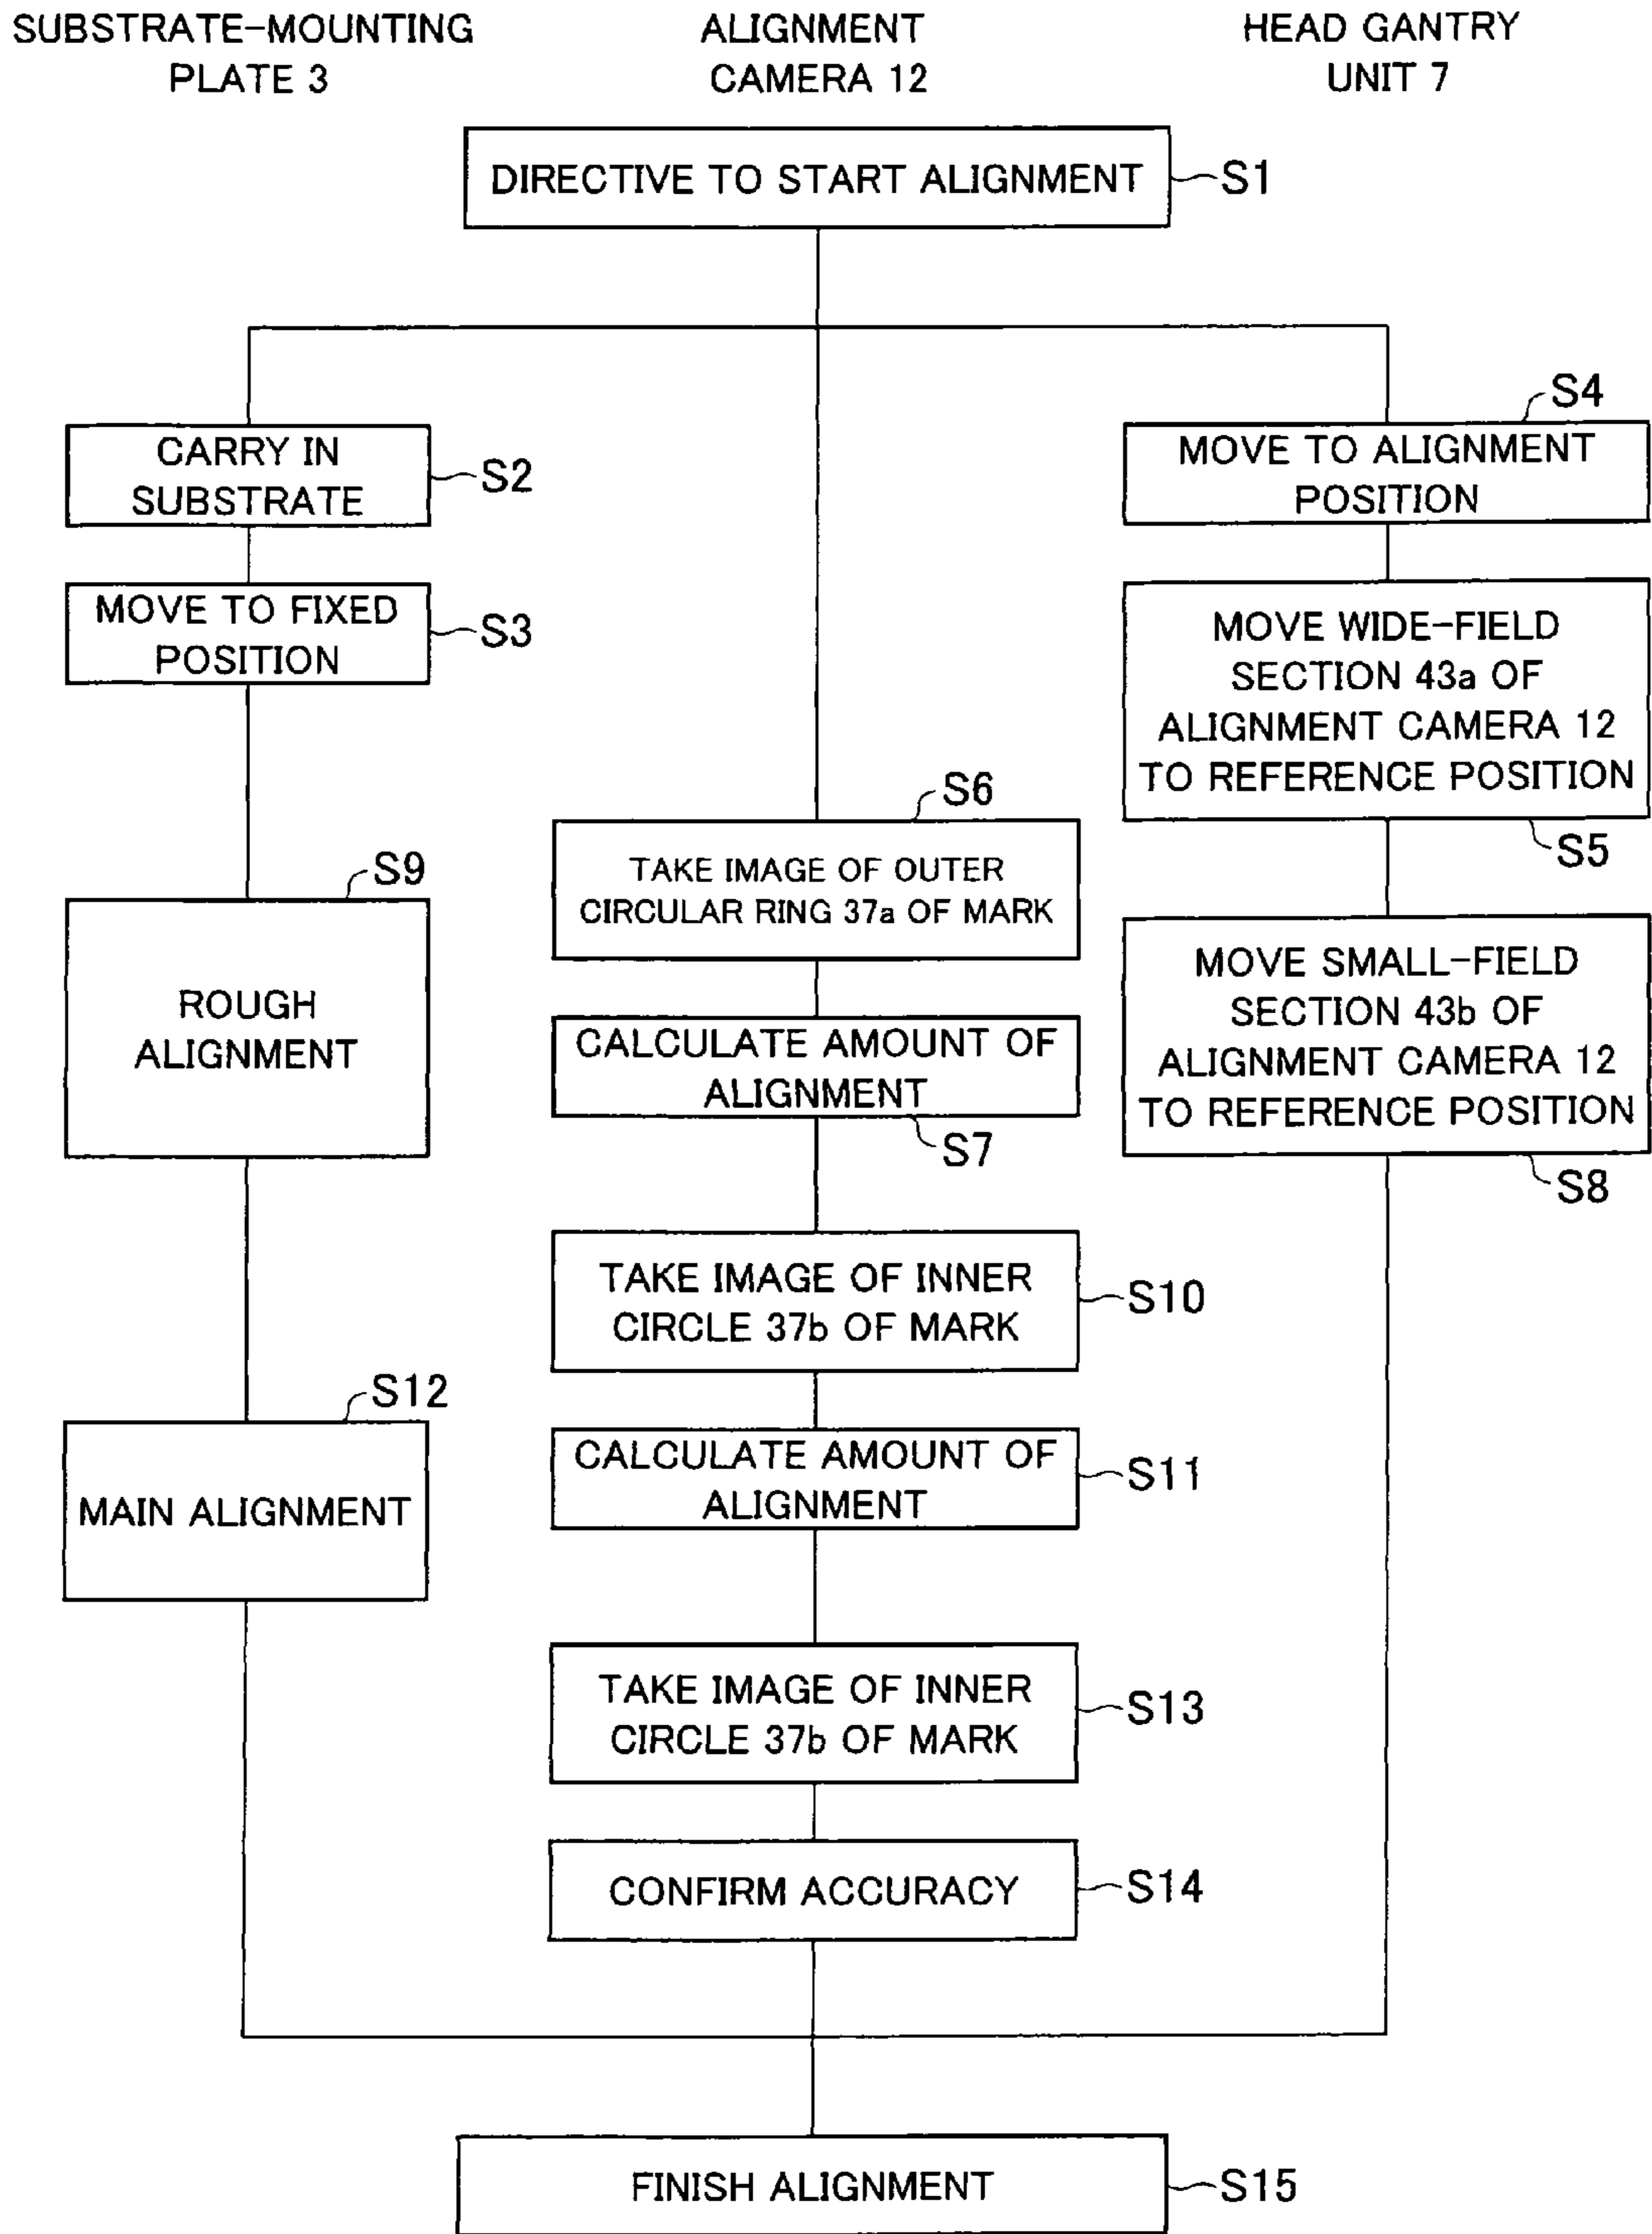 SUBSTRATE-MOUNTING
PLATE 3
ALIGNMENT
CAMERA 12
HEAD GANTRY
UNIT 7
DIRECTIVE TO START ALIGNMENT
S1
CARRY IN
SUBSTRATE
S2
MOVE TO FIXED
POSITION
S3
S4
MOVE TO ALIGNMENT
POSITION
MOVE WIDE-FIELD
SECTION 43a OF
ALIGNMENT CAMERA 12
TO REFERENCE POSITION
S5
S6
TAKE IMAGE OF OUTER
CIRCULAR RING 37a OF MARK
CALCULATE AMOUNT OF
ALIGNMENT
S7
MOVE SMALL-FIELD
SECTION 43b OF
ALIGNMENT CAMERA 12
TO REFERENCE POSITION
S8
S9
ROUGH
ALIGNMENT
TAKE IMAGE OF INNER
CIRCLE 37b OF MARK
S10
CALCULATE AMOUNT OF
ALIGNMENT
S11
S12
MAIN ALIGNMENT
TAKE IMAGE OF INNER
CIRCLE 37b OF MARK
S13
CONFIRM ACCURACY
S14
FINISH ALIGNMENT
S15